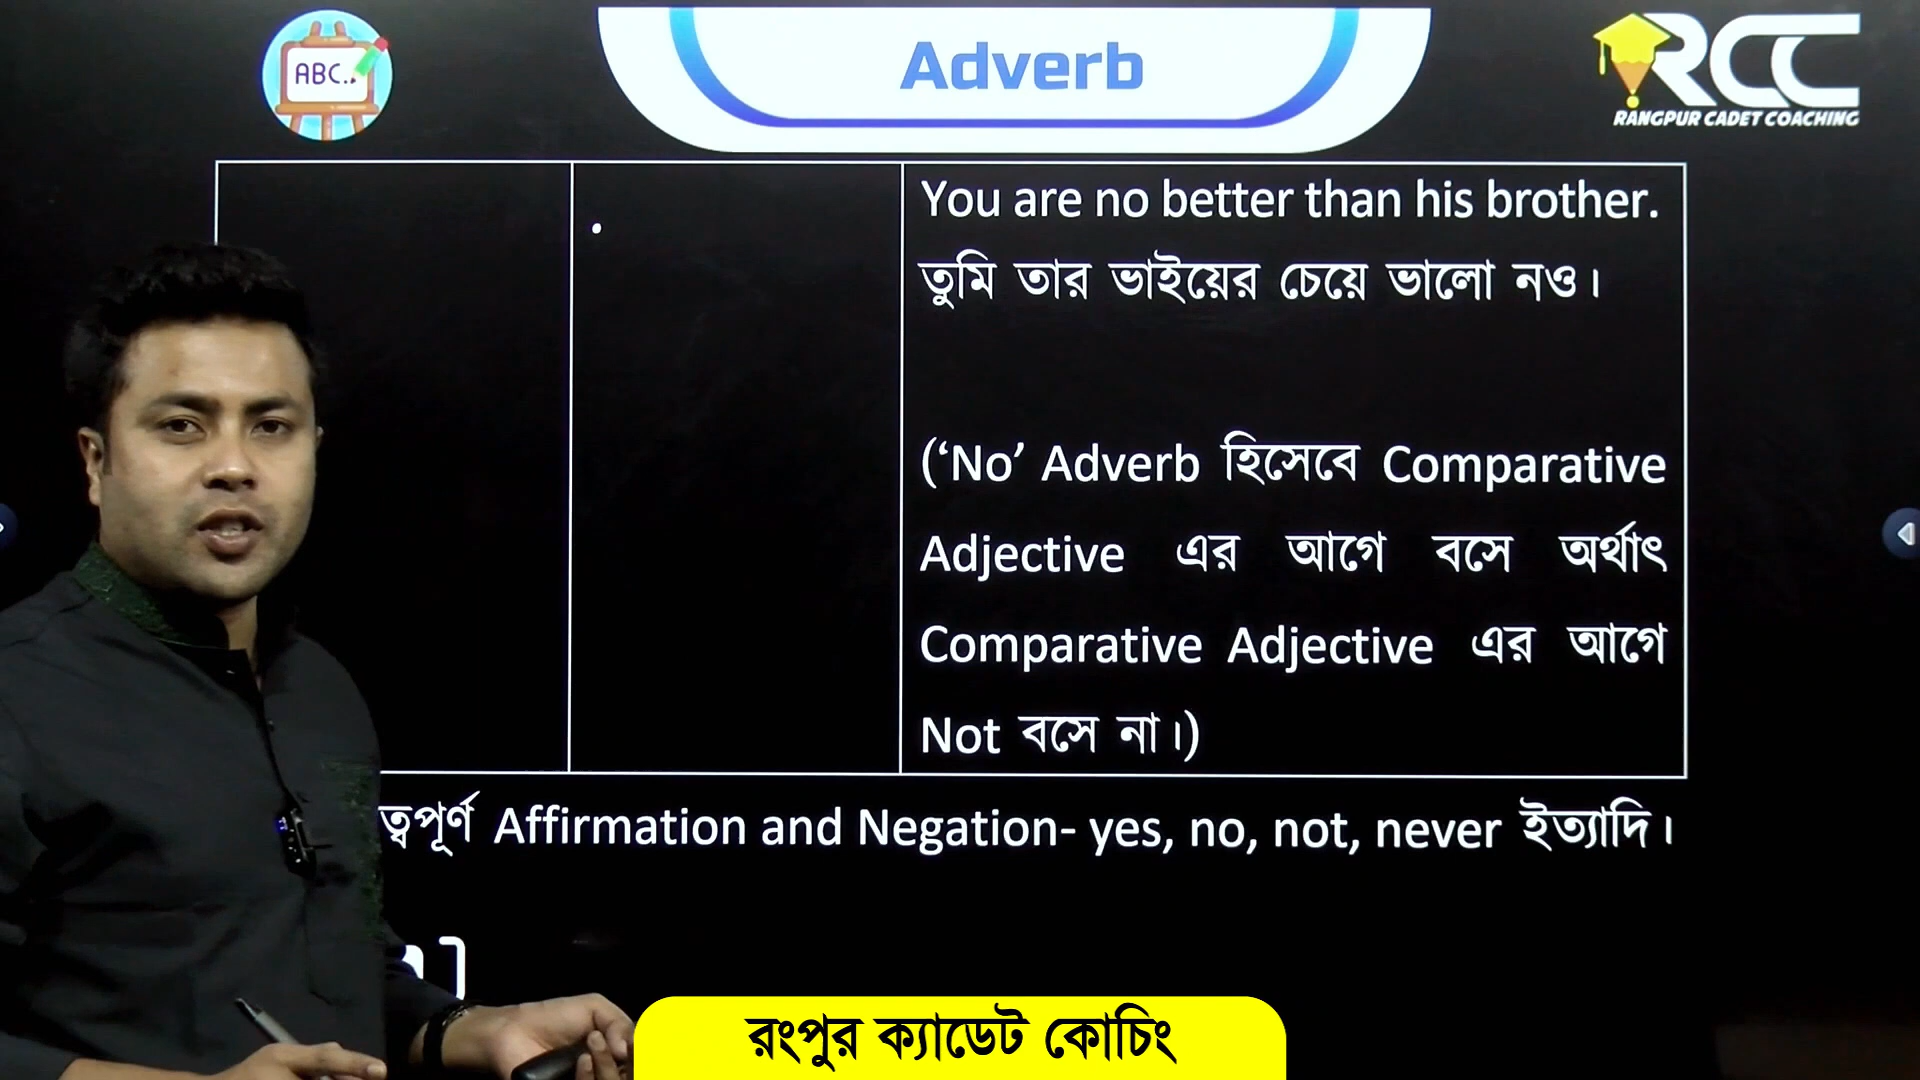 ABC..
Adverb
RCC
RANGPUR CADET COACHING
You are no better than his brother.
তুমি তার ভাইয়ের চেয়ে ভালো নও।
(‘No’ Adverb হিসেবে Comparative
Adjective এর আগে বসে অর্থাৎ
Comparative Adjective এর আগে
Not বসে না।)
ত্বপূর্ণ Affirmation and Negation- yes, no, not, never ইত্যাদি।
রংপুর ক্যাডেট কোচিং